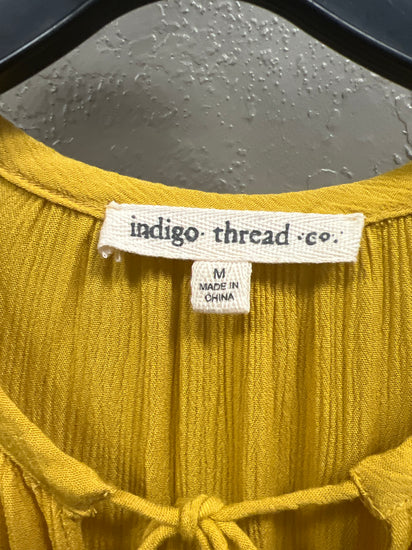 indigo· thread ·co.·
M
MADE IN
CHINA